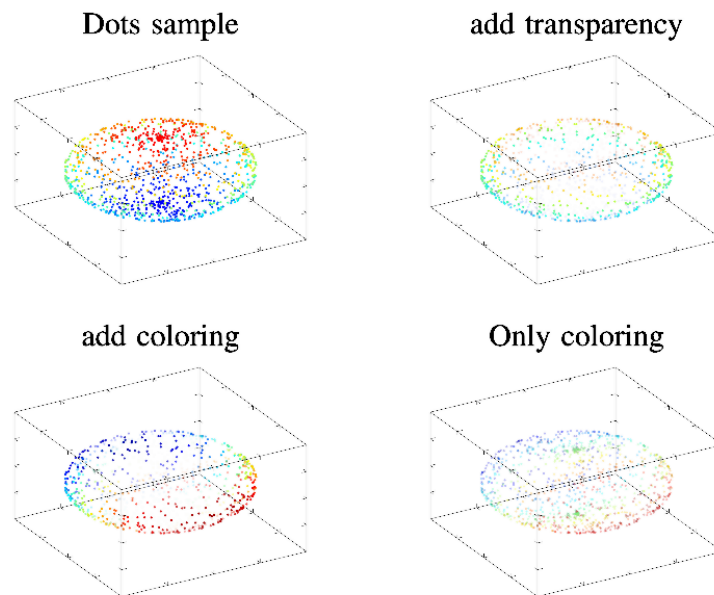 Dots sample
add transparency
add coloring
Only coloring